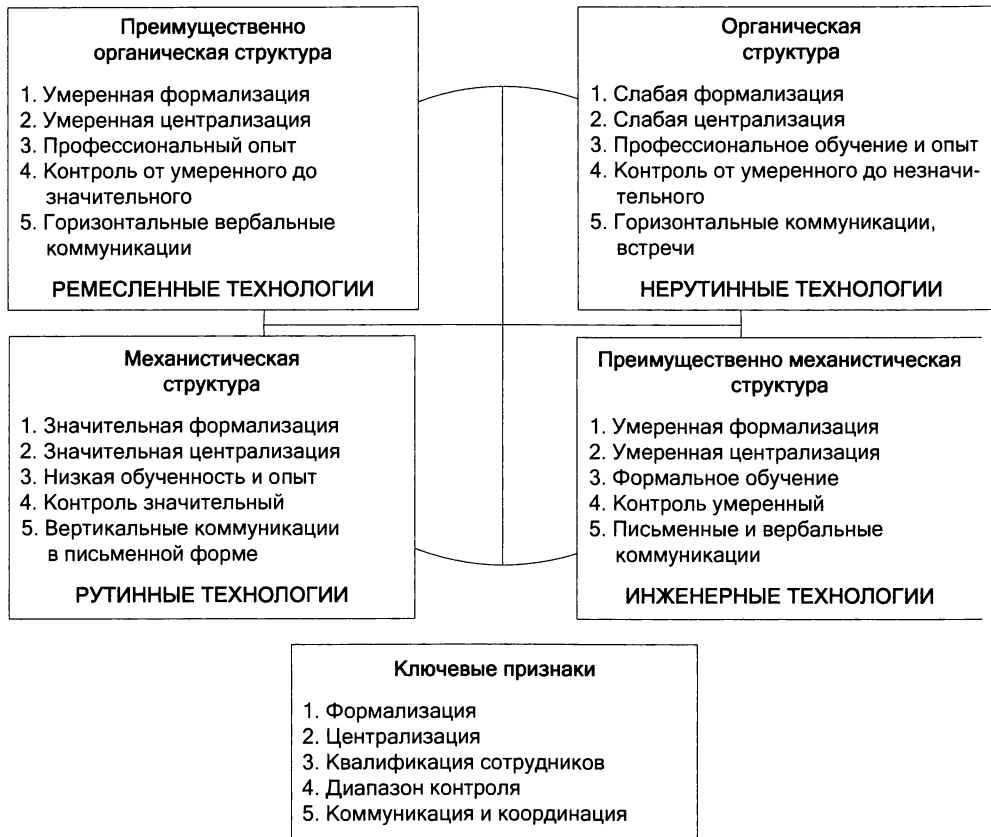 Преимущественно
органическая структура
1. Умеренная формализация
2. Умеренная централизация
3. Профессиональный опыт
4. Контроль от умеренного до
значительного
5. Горизонтальные вербальные
коммуникации
РЕМЕСЛЕННЫЕ ТЕХНОЛОГИИ
Органическая
структура
1. Слабая формализация
2. Слабая централизация
3. Профессиональное обучение и опыт
4. Контроль от умеренного до незначи-
тельного
5. Горизонтальные коммуникации,
встречи
НЕРУТИННЫЕ ТЕХНОЛОГИИ
Механистическая
структура
1. Значительная формализация
2. Значительная централизация
3. Низкая обученность и опыт
4. Контроль значительный
5. Вертикальные коммуникации
в письменной форме
РУТИННЫЕ ТЕХНОЛОГИИ
Преимущественно механистическая
структура
1. Умеренная формализация
2. Умеренная централизация
3. Формальное обучение
4. Контроль умеренный
5. Письменные и вербальные
коммуникации
ИНЖЕНЕРНЫЕ ТЕХНОЛОГИИ
Ключевые признаки
1. Формализация
2. Централизация
3. Квалификация сотрудников
4. Диапазон контроля
5. Коммуникация и координация